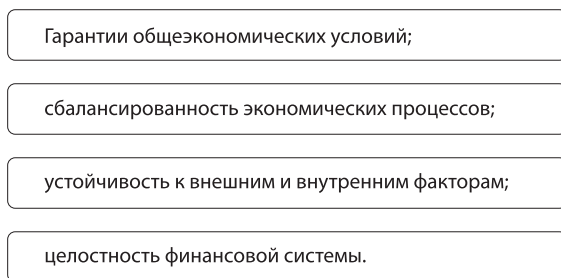 Гарантии общеэкономических условий;
сбалансированность экономических процессов;
устойчивость к внешним и внутренним факторам;
целостность финансовой системы.